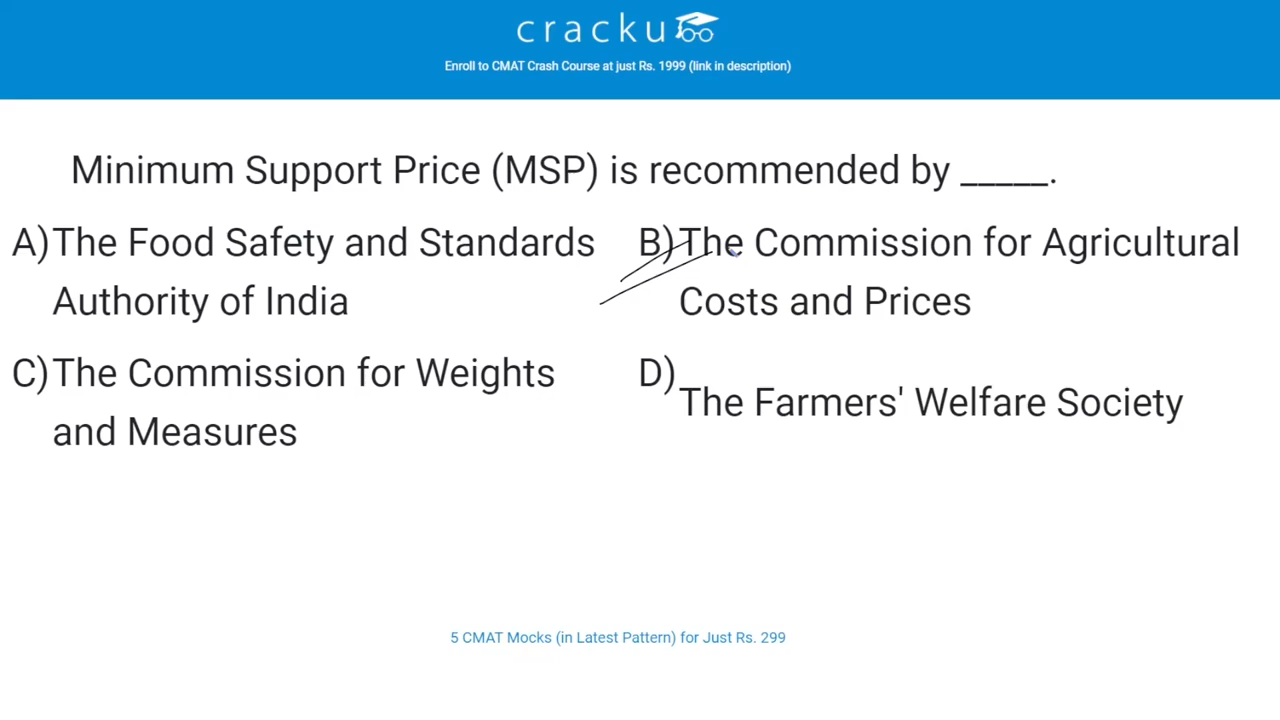 cracku
Enroll to CMAT Crash Course at just Rs. 1999 (link in description)
Minimum Support Price (MSP) is recommended by _____.
A) The Food Safety and Standards
Authority of India
B) The Commission for Agricultural
Costs and Prices
C) The Commission for Weights
and Measures
D)
The Farmers' Welfare Society
5 CMAT Mocks (in Latest Pattern) for Just Rs. 299